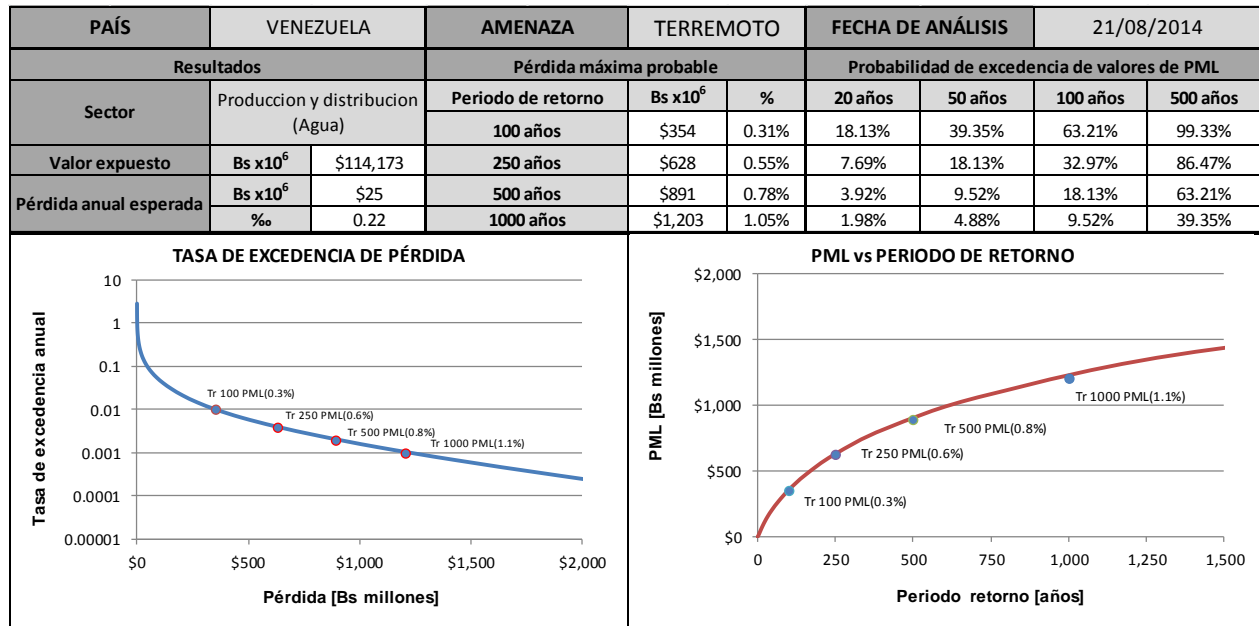 PAÍS VENEZUELA AMENAZA TERREMOTO FECHA DE ANÁLISIS 21/08/2014
Resultados Pérdida máxima probable Probabilidad de excedencia de valores de PML
Sector Produccion y distribucion (Agua) Periodo de retorno Bs x10⁶ % 20 años 50 años 100 años 500 años
100 años $354 0.31% 18.13% 39.35% 63.21% 99.33%
Valor expuesto Bs x10⁶ $114,173 250 años $628 0.55% 7.69% 18.13% 32.97% 86.47%
Pérdida anual esperada Bs x10⁶ $25 500 años $891 0.78% 3.92% 9.52% 18.13% 63.21%
‰ 0.22 1000 años $1,203 1.05% 1.98% 4.88% 9.52% 39.35%
TASA DE EXCEDENCIA DE PÉRDIDA
Tasa de excedencia anual
10
1
0.1
0.01
0.001
0.0001
0.00001
Tr 100 PML(0.3%)
Tr 250 PML(0.6%)
Tr 500 PML(0.8%)
Tr 1000 PML(1.1%)
$0 $500 $1,000 $1,500 $2,000
Pérdida [Bs millones]
PML vs PERIODO DE RETORNO
PML [Bs millones]
$2,000
$1,500
$1,000
$500
$0
Tr 1000 PML(1.1%)
Tr 500 PML(0.8%)
Tr 250 PML(0.6%)
Tr 100 PML(0.3%)
0 250 500 750 1,000 1,250 1,500
Periodo retorno [años]